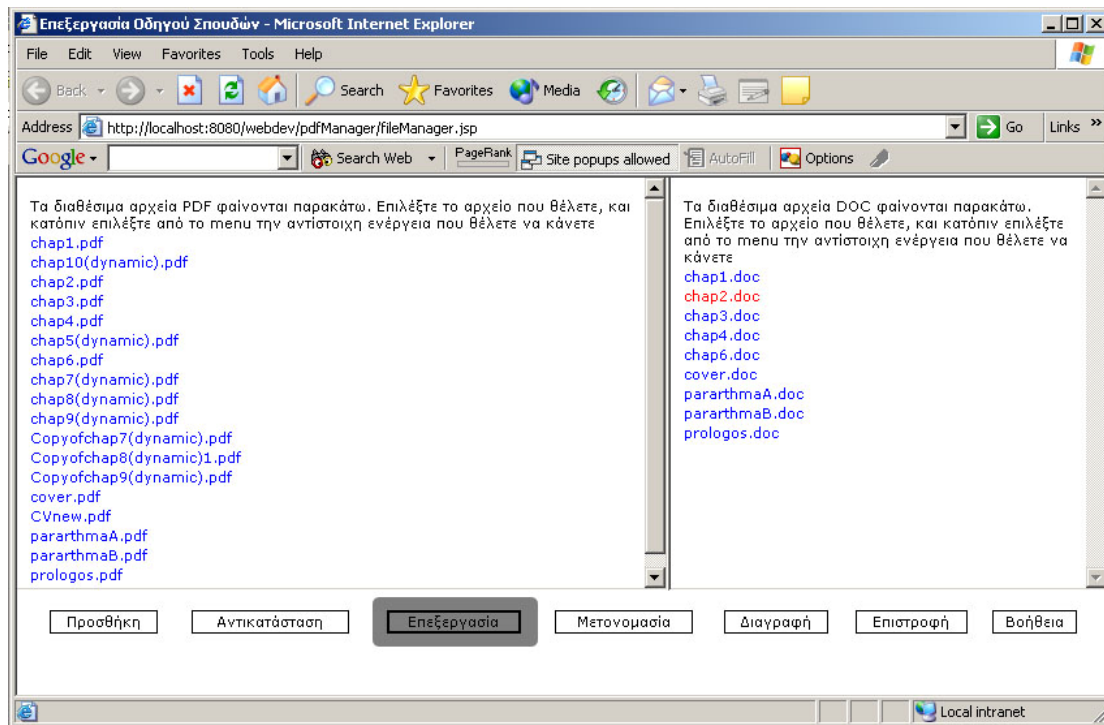 Επεξεργασία Οδηγού Σπουδών - Microsoft Internet Explorer
File Edit View Favorites Tools Help
Back Search Favorites Media
Address http://localhost:8080/webdev/pdfManager/fileManager.jsp Go Links »
Google Search Web PageRank Site popups allowed AutoFill Options
Τα διαθέσιμα αρχεία PDF φαίνονται παρακάτω. Επιλέξτε το αρχείο που θέλετε, και
κατόπιν επιλέξτε από το menu την αντίστοιχη ενέργεια που θέλετε να κάνετε
chap1.pdf
chap10(dynamic).pdf
chap2.pdf
chap3.pdf
chap4.pdf
chap5(dynamic).pdf
chap6.pdf
chap7(dynamic).pdf
chap8(dynamic).pdf
chap9(dynamic).pdf
Copyofchap7(dynamic).pdf
Copyofchap8(dynamic)1.pdf
Copyofchap9(dynamic).pdf
cover.pdf
CVnew.pdf
pararthmaA.pdf
pararthmaB.pdf
prologos.pdf
Τα διαθέσιμα αρχεία DOC φαίνονται παρακάτω.
Επιλέξτε το αρχείο που θέλετε, και κατόπιν επιλέξτε
από το menu την αντίστοιχη ενέργεια που θέλετε να
κάνετε
chap1.doc
chap2.doc
chap3.doc
chap4.doc
chap6.doc
cover.doc
pararthmaA.doc
pararthmaB.doc
prologos.doc
Προσθήκη Αντικατάσταση Επεξεργασία Μετονομασία Διαγραφή Επιστροφή Βοήθεια
Local intranet